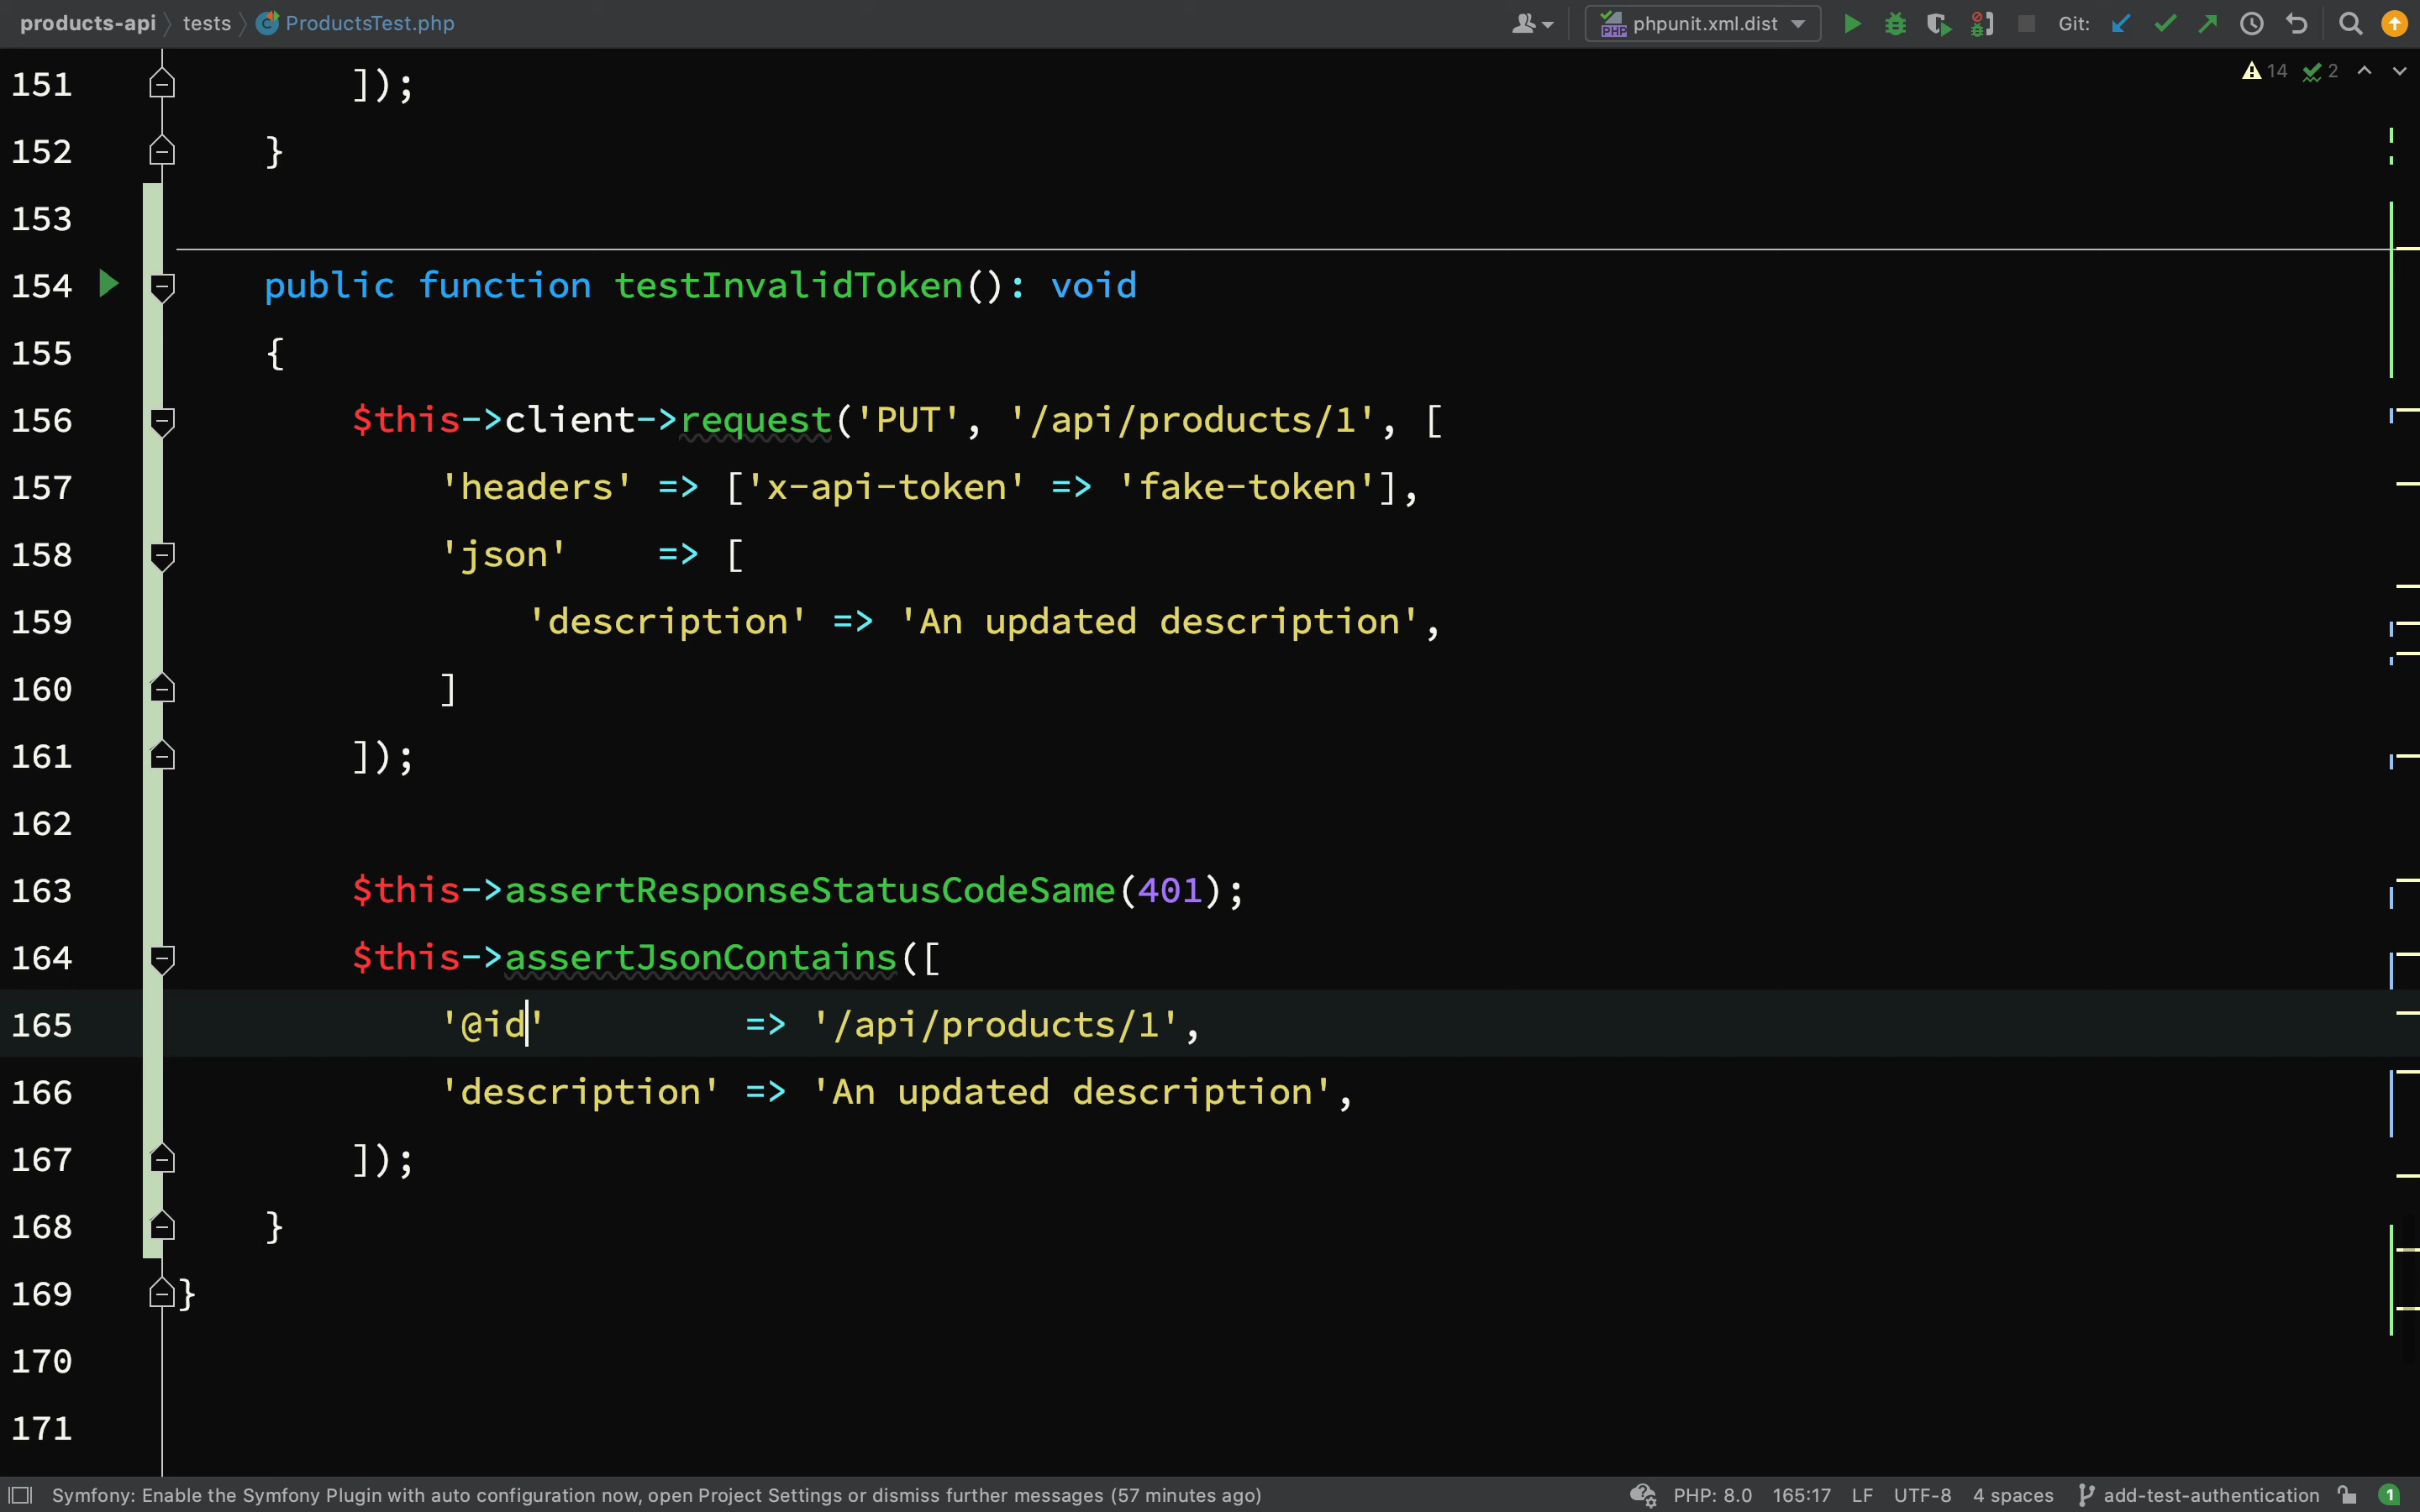 products-api tests ProductsTest.php phpunit.xml.dist Git:
14 2
151 ]);
152 }
153
154 public function testInvalidToken(): void
155 {
156 $this->client->request('PUT', '/api/products/1', [
157 'headers' => ['x-api-token' => 'fake-token'],
158 'json' => [
159 'description' => 'An updated description',
160 ]
161 ]);
162
163 $this->assertResponseStatusCodeSame(401);
164 $this->assertJsonContains([
165 '@id' => '/api/products/1',
166 'description' => 'An updated description',
167 ]);
168 }
169 }
170
171
Symfony: Enable the Symfony Plugin with auto configuration now, open Project Settings or dismiss further messages (57 minutes ago) PHP: 8.0 165:17 LF UTF-8 4 spaces add-test-authentication 1